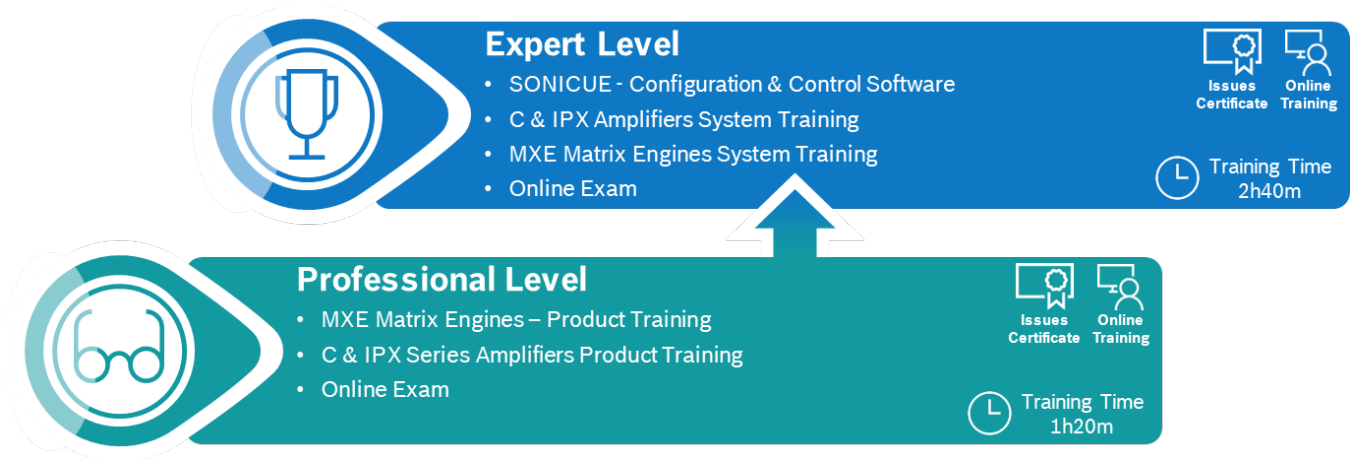 Expert Level
• SONICUE - Configuration & Control Software
• C & IPX Amplifiers System Training
• MXE Matrix Engines System Training
• Online Exam
Issues
Certificate
Online
Training
Training Time
2h40m
Professional Level
• MXE Matrix Engines – Product Training
• C & IPX Series Amplifiers Product Training
• Online Exam
Issues
Certificate
Online
Training
Training Time
1h20m